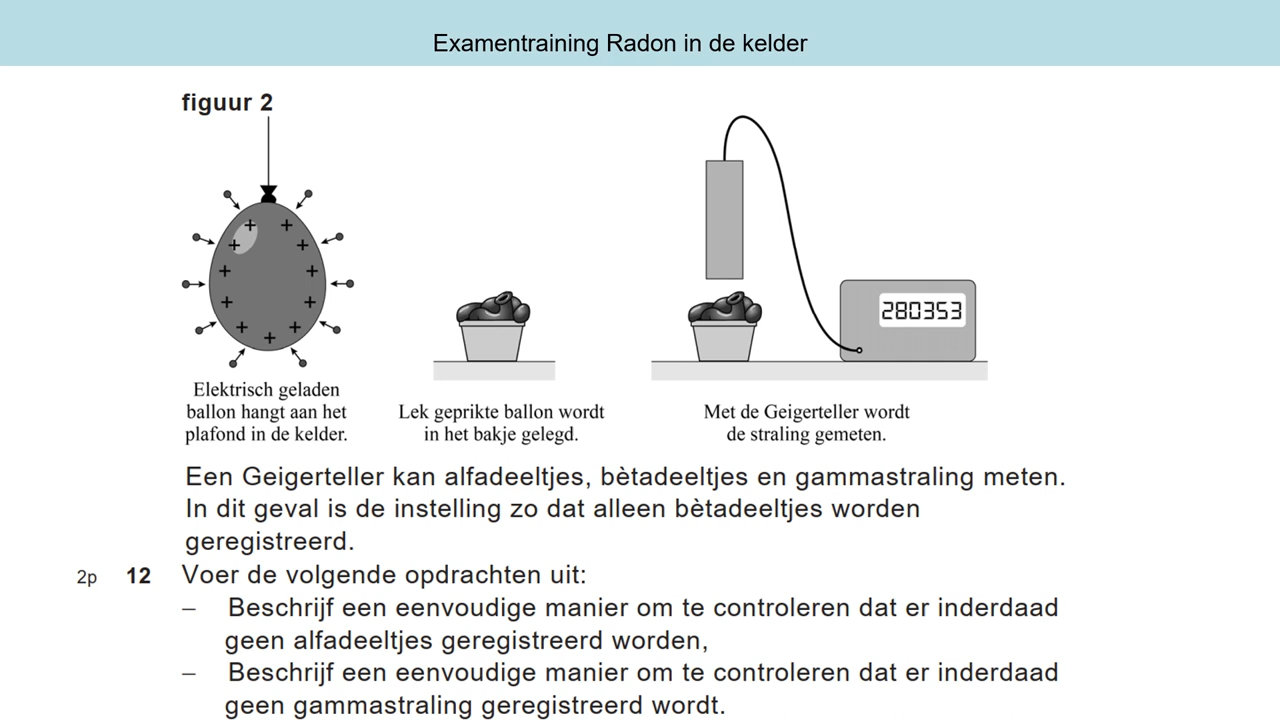 Examentraining Radon in de kelder
figuur 2
280353
Elektrisch geladen
ballon hangt aan het
plafond in de kelder.
Lek geprikte ballon wordt
in het bakje gelegd.
Met de Geigerteller wordt
de straling gemeten.
Een Geigerteller kan alfadeeltjes, bètadeeltjes en gammastraling meten.
In dit geval is de instelling zo dat alleen bètadeeltjes worden
geregistreerd.
2p 12 Voer de volgende opdrachten uit:
– Beschrijf een eenvoudige manier om te controleren dat er inderdaad
geen alfadeeltjes geregistreerd worden,
– Beschrijf een eenvoudige manier om te controleren dat er inderdaad
geen gammastraling geregistreerd wordt.